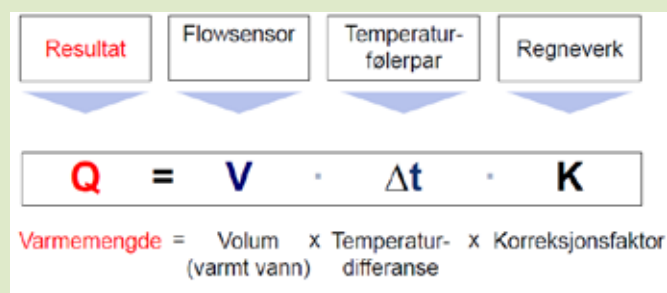 Resultat
Flowsensor
Temperatur-
følerpar
Regneverk
Q = V · Δt · K
Varmemengde = Volum x Temperatur- x Korreksjonsfaktor
(varmt vann) differanse